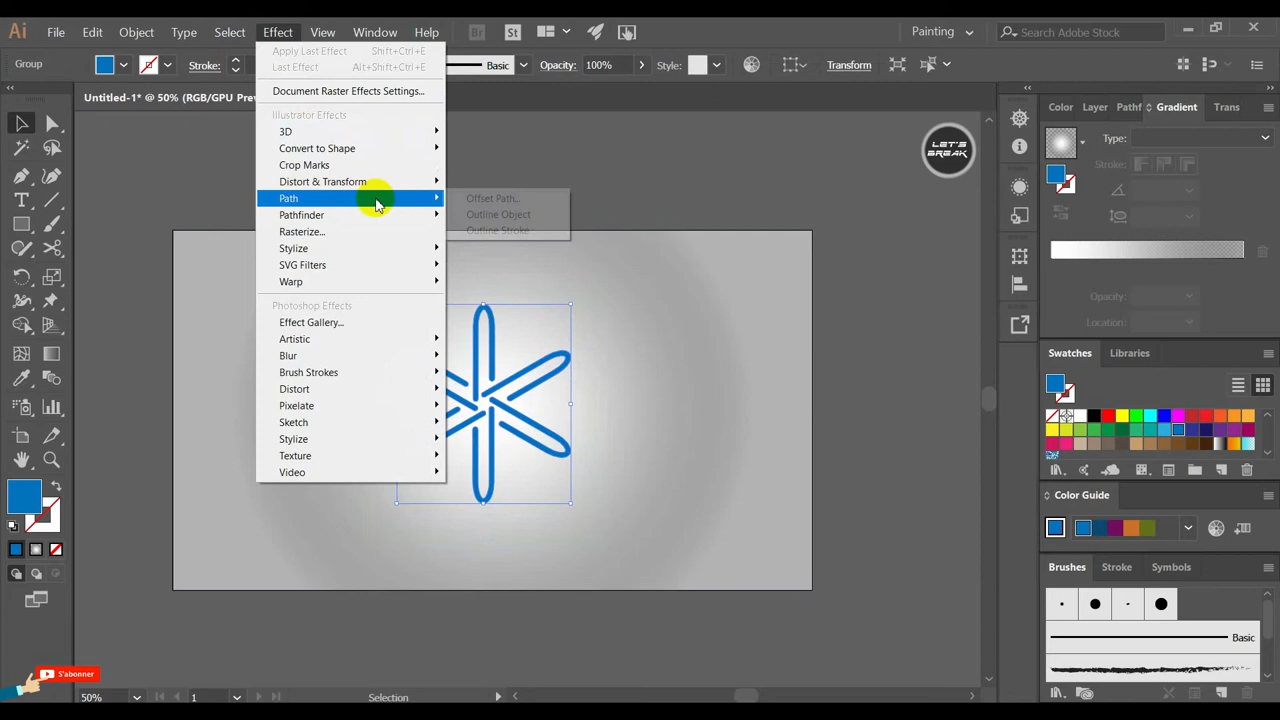 Ai File Edit Object Type Select Effect View Window Help Br St Painting Search Adobe Stock
Group Stroke: Basic Opacity: 100% Style: Transform
Untitled-1* @ 50% (RGB/GPU Pre
Apply Last Effect Shift+Ctrl+E
Last Effect Alt+Shift+Ctrl+E
Document Raster Effects Settings...
Illustrator Effects
3D
Convert to Shape
Crop Marks
Distort & Transform
Path
Pathfinder
Rasterize...
Stylize
SVG Filters
Warp
Photoshop Effects
Effect Gallery...
Artistic
Blur
Brush Strokes
Distort
Pixelate
Sketch
Stylize
Texture
Video
Offset Path...
Outline Object
Outline Stroke
LET'S
BREAK
Color Layer Pathf Gradient Trans
Type:
Stroke:
Opacity:
Location:
Swatches Libraries
Color Guide
Brushes Stroke Symbols
Basic
S'abonner
50% 1 Selection